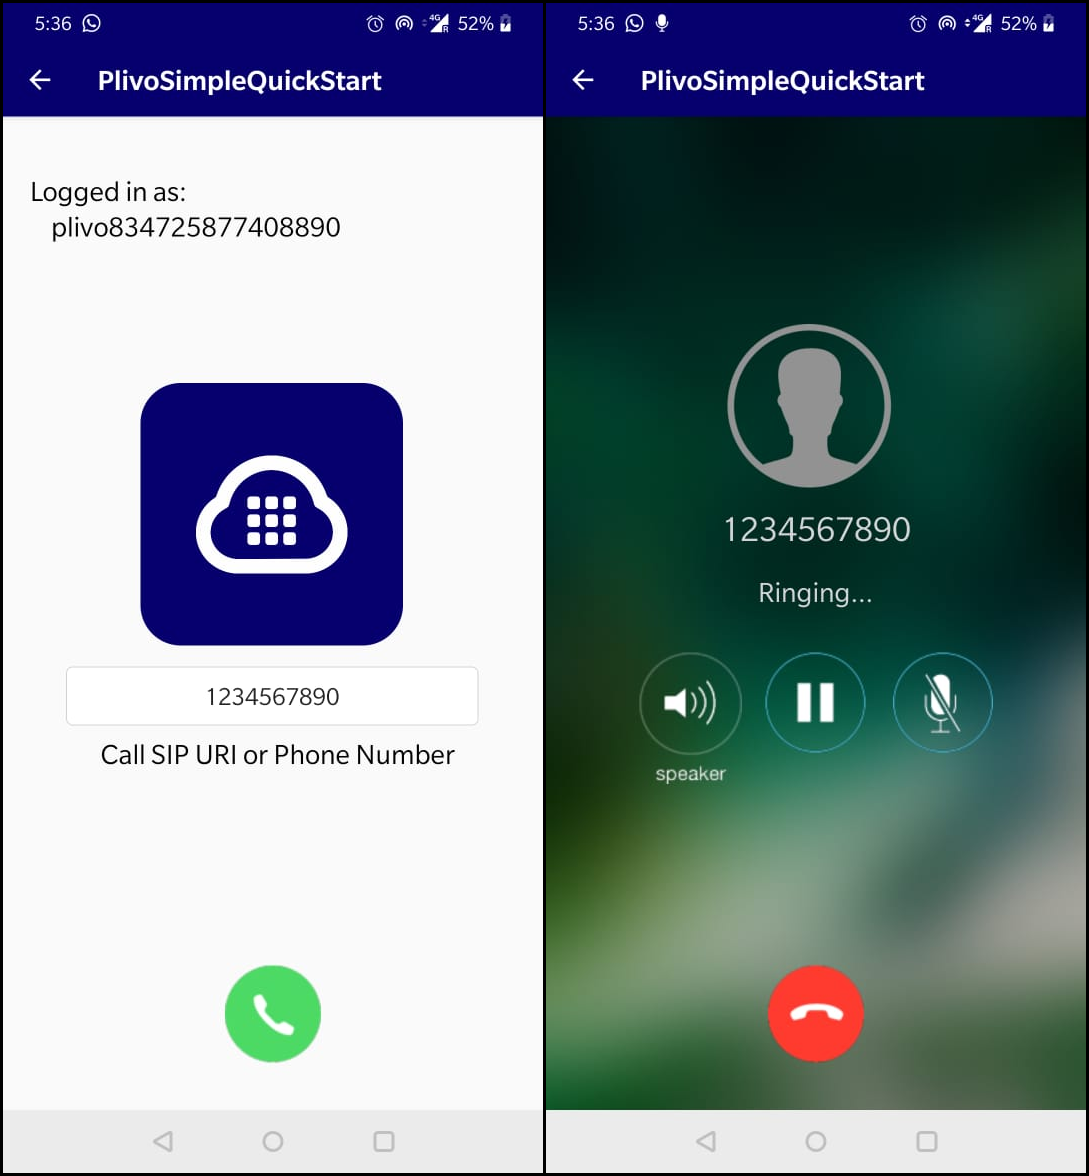 5:36 4G R 52%
PlivoSimpleQuickStart
Logged in as:
plivo834725877408890
1234567890
Call SIP URI or Phone Number
5:36 4G R 52%
PlivoSimpleQuickStart
1234567890
Ringing...
speaker